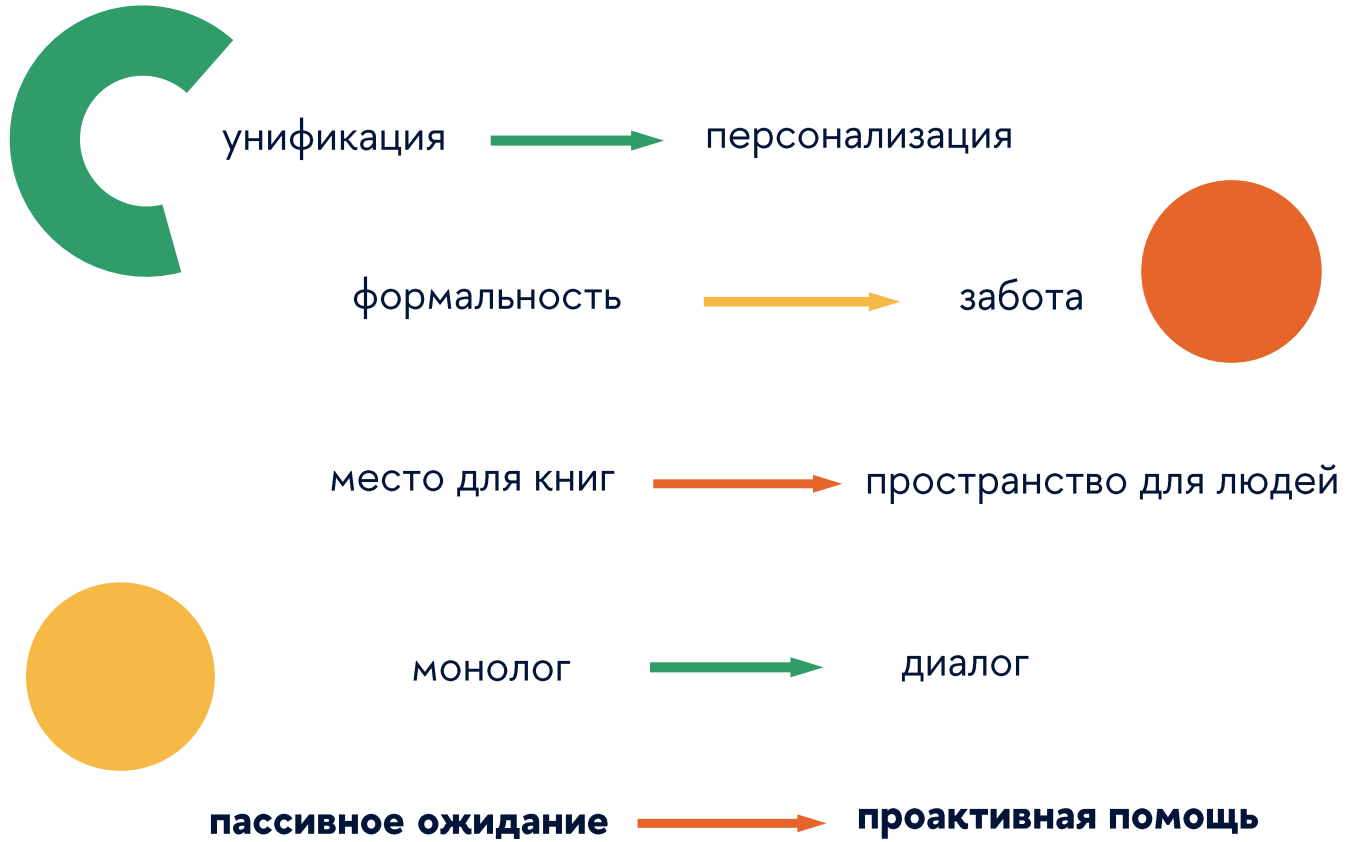 унификация персонализация
формальность забота
место для книг пространство для людей
монолог диалог
пассивное ожидание проактивная помощь